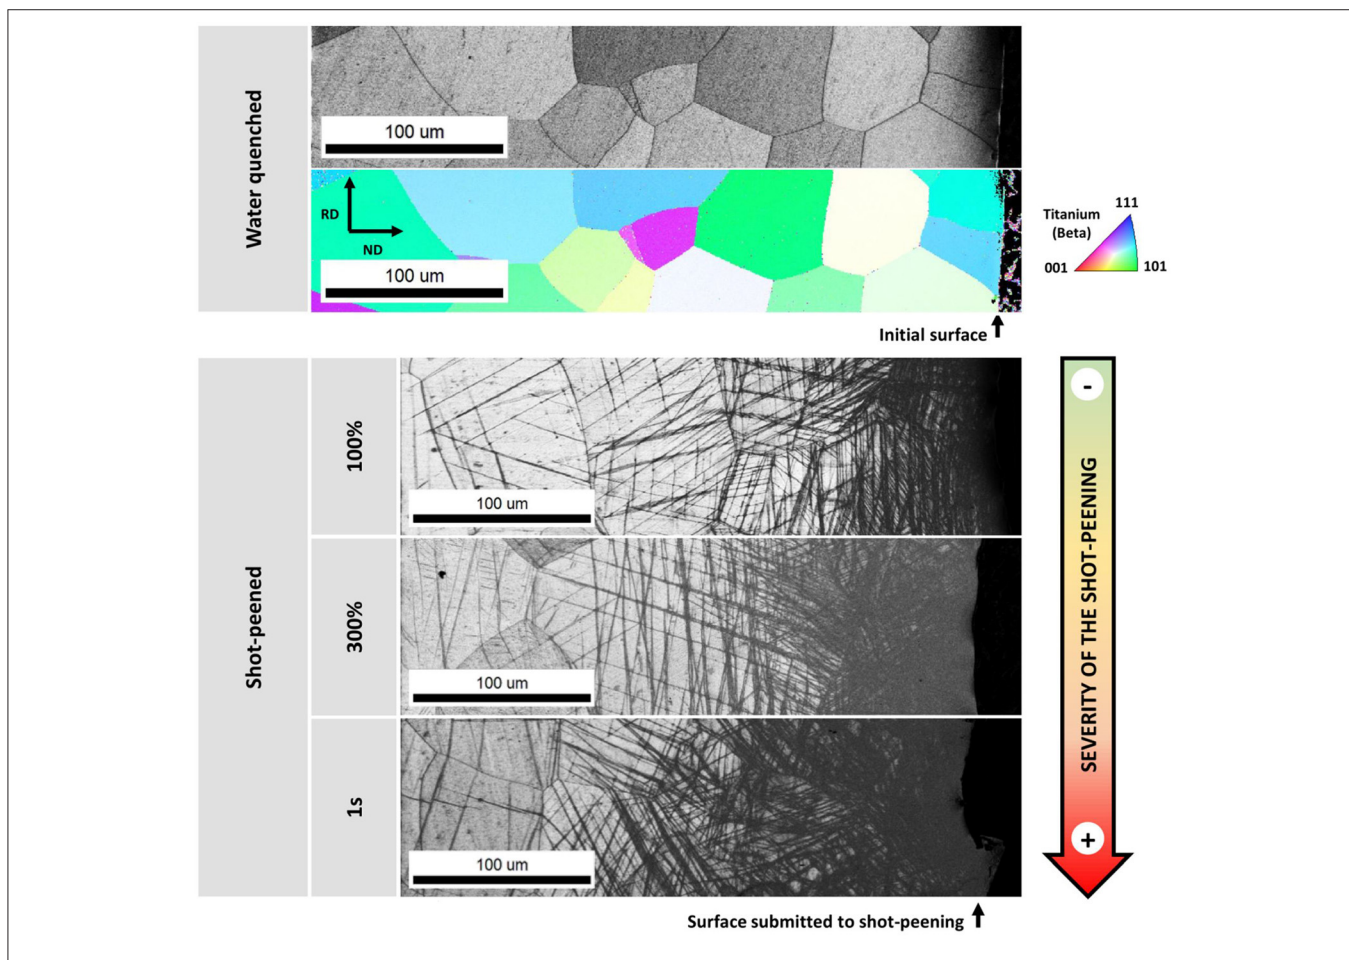 Water quenched
100 um
RD
ND
100 um
Titanium
(Beta)
111
001
101
Initial surface
Shot-peened
100%
100 um
300%
100 um
1s
100 um
-
SEVERITY OF THE SHOT-PEENING
+
Surface submitted to shot-peening